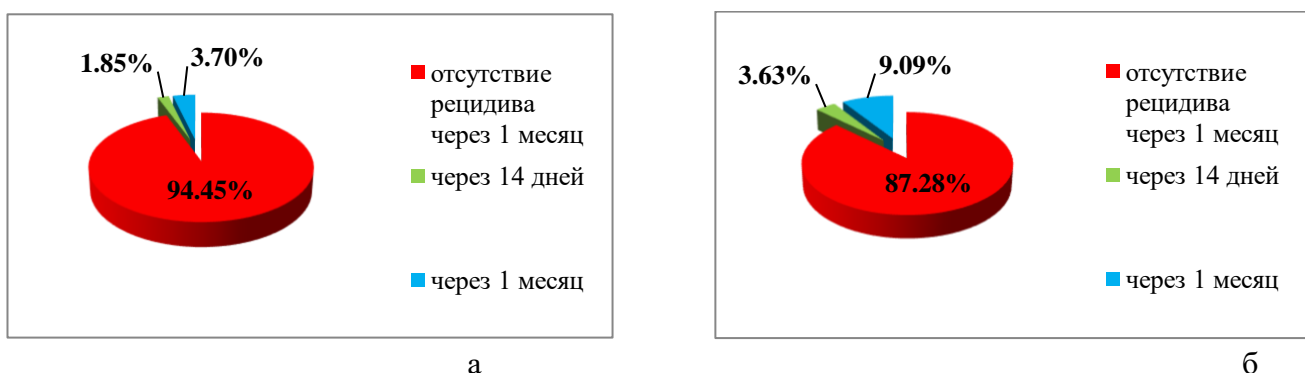 1.85%
3.70%
94.45%
отсутствие
рецидива
через 1 месяц
через 14 дней
через 1 месяц
а
3.63%
9.09%
87.28%
отсутствие
рецидива
через 1 месяц
через 14 дней
через 1 месяц
б